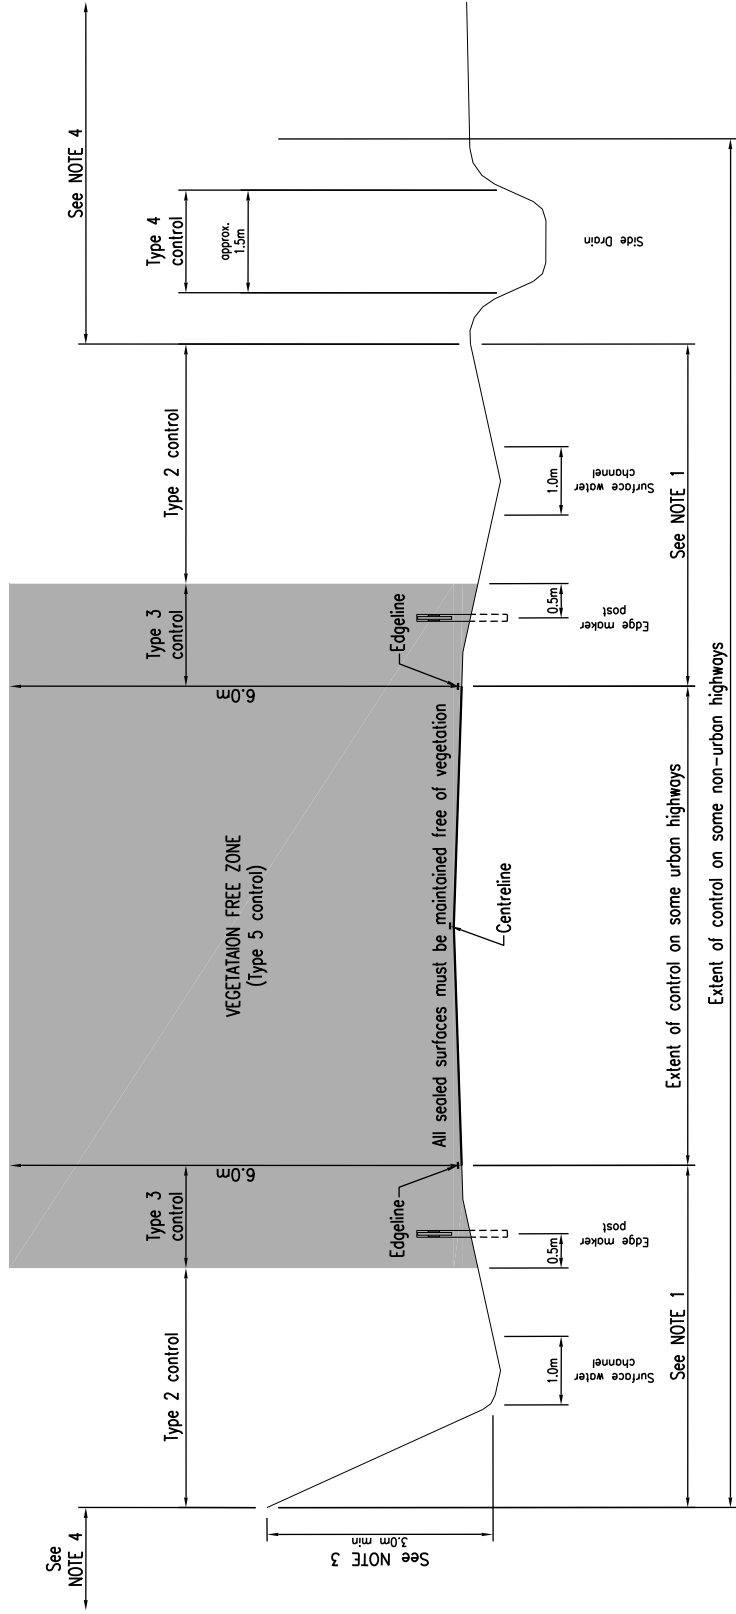 See
NOTE 4
See NOTE 4
Type 2 control
Type 3
control
Type 3
control
Type 2 control
Type 4
control
approx.
1.5m
6.0m
6.0m
VEGETATAION FREE ZONE
(Type 5 control)
Edgeline
Edgeline
All sealed surfaces must be maintained free of vegetation
Centreline
See NOTE 3
3.0m min
1.0m
Surface water
channel
0.5m
Edge maker
post
0.5m
Edge maker
post
1.0m
Surface water
channel
Side Drain
See NOTE 1
Extent of control on some urban highways
See NOTE 1
Extent of control on some non-urban highways